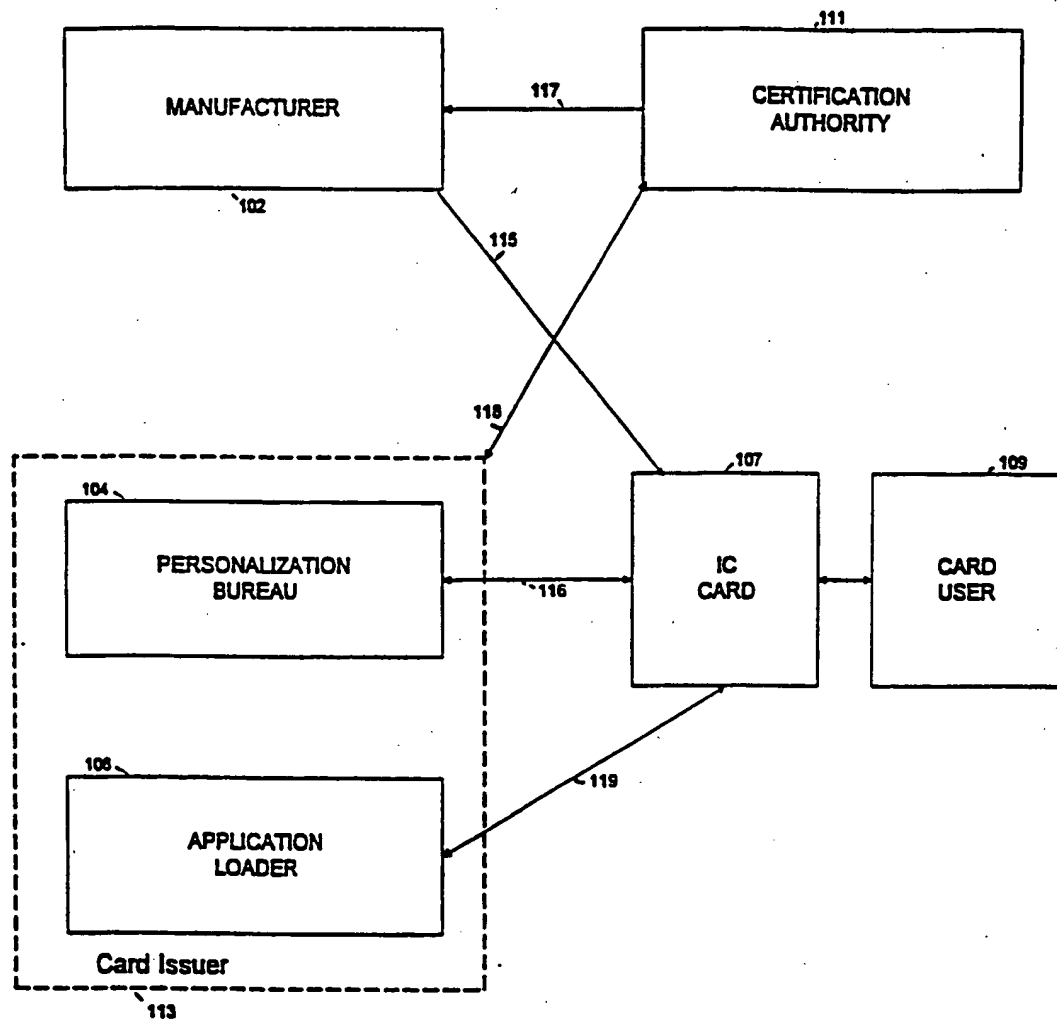 111
MANUFACTURER
117
CERTIFICATION
AUTHORITY
102
115
118
107
109
104
PERSONALIZATION
BUREAU
116
IC
CARD
CARD
USER
108
119
APPLICATION
LOADER
Card Issuer
113